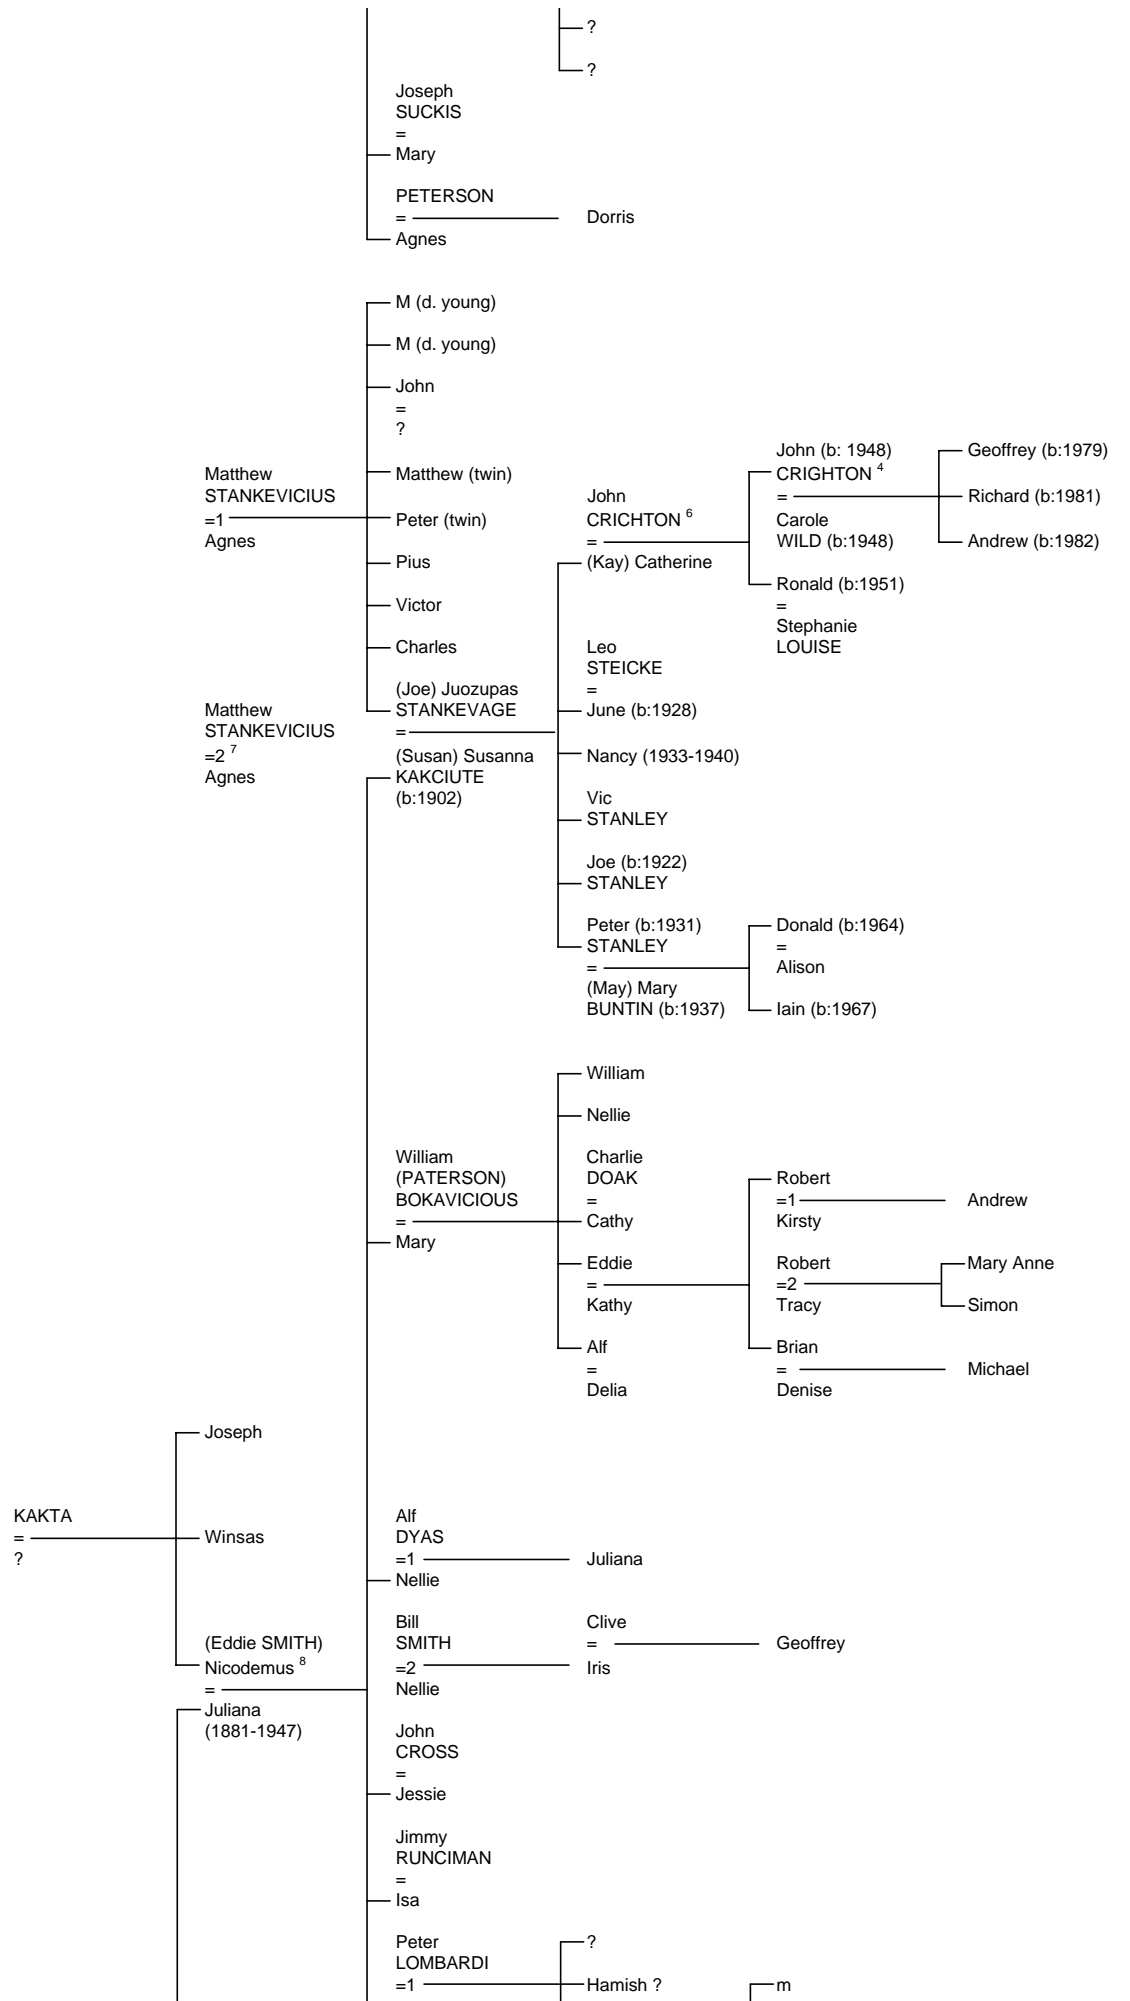 ?
?
Joseph
SUCKIS
=
Mary
PETERSON
=
Agnes
Dorris
M (d. young)
M (d. young)
John
=
?
Matthew
STANKEVICIUS
=1
Agnes
Matthew (twin)
Peter (twin)
Pius
Victor
Charles
John
CRICHTON 6
=
(Kay) Catherine
John (b: 1948)
CRIGHTON 4
=
Carole
WILD (b:1948)
Geoffrey (b:1979)
Richard (b:1981)
Andrew (b:1982)
Ronald (b:1951)
=
Stephanie
LOUISE
Matthew
STANKEVICIUS
=2 7
Agnes
(Joe) Juozupas
STANKEVAGE
=
(Susan) Susanna
KAKCIUTE
(b:1902)
Leo
STEICKE
=
June (b:1928)
Nancy (1933-1940)
Vic
STANLEY
Joe (b:1922)
STANLEY
Peter (b:1931)
STANLEY
=
(May) Mary
BUNTIN (b:1937)
Donald (b:1964)
=
Alison
Iain (b:1967)
William
(PATERSON)
BOKAVICIOUS
=
Mary
William
Nellie
Charlie
DOAK
=
Cathy
Eddie
=
Kathy
Alf
=
Delia
Robert
=1
Kirsty
Andrew
Robert
=2
Tracy
Mary Anne
Simon
Brian
=
Denise
Michael
KAKTA
=
?
Joseph
Winsas
(Eddie SMITH)
Nicodemus 8
=
Juliana
(1881-1947)
Alf
DYAS
=1
Nellie
Juliana
Bill
SMITH
=2
Nellie
Clive
=
Iris
Geoffrey
John
CROSS
=
Jessie
Jimmy
RUNCIMAN
=
Isa
Peter
LOMBARDI
=1
?
Hamish ?
m